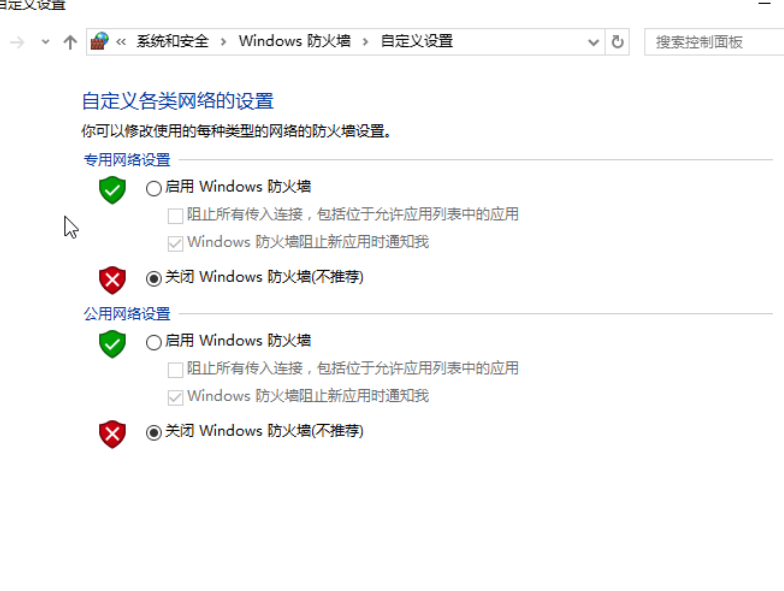 自定义设置
« 系统和安全 › Windows 防火墙 › 自定义设置
搜索控制面板
自定义各类网络的设置
你可以修改使用的每种类型的网络的防火墙设置。
专用网络设置
启用 Windows 防火墙
阻止所有传入连接，包括位于允许应用列表中的应用
Windows 防火墙阻止新应用时通知我
关闭 Windows 防火墙(不推荐)
公用网络设置
启用 Windows 防火墙
阻止所有传入连接，包括位于允许应用列表中的应用
Windows 防火墙阻止新应用时通知我
关闭 Windows 防火墙(不推荐)